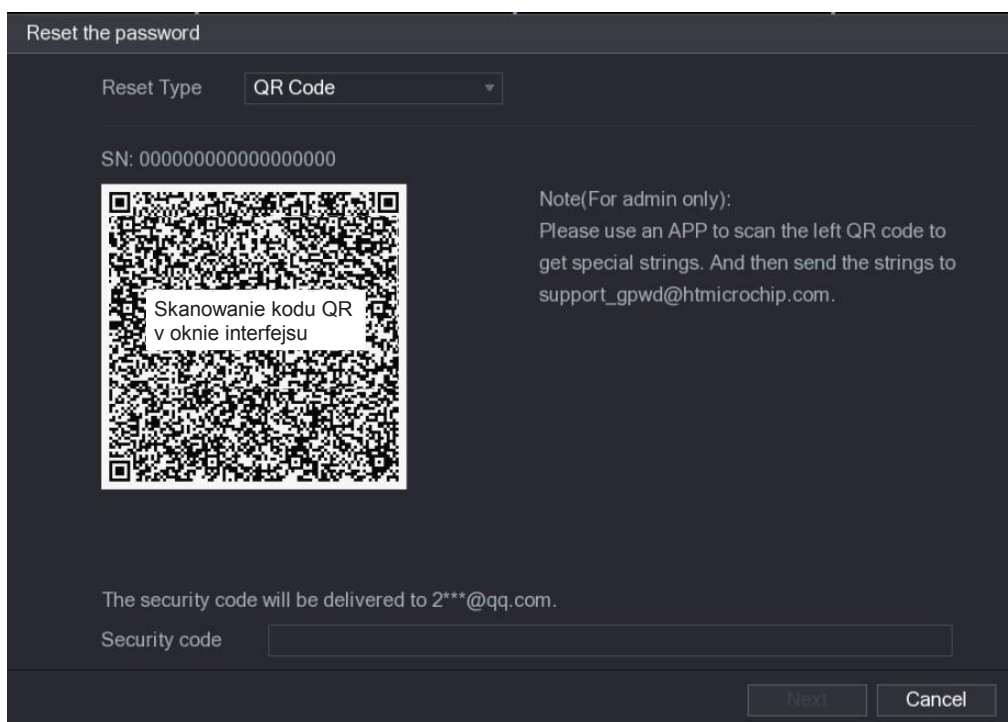 Reset the password
Reset Type QR Code
SN: 000000000000000000
Note(For admin only):
Please use an APP to scan the left QR code to
get special strings. And then send the strings to
support_gpwd@htmicrochip.com.
Skanowanie kodu QR
v oknie interfejsu
The security code will be delivered to 2***@qq.com.
Security code
Next Cancel